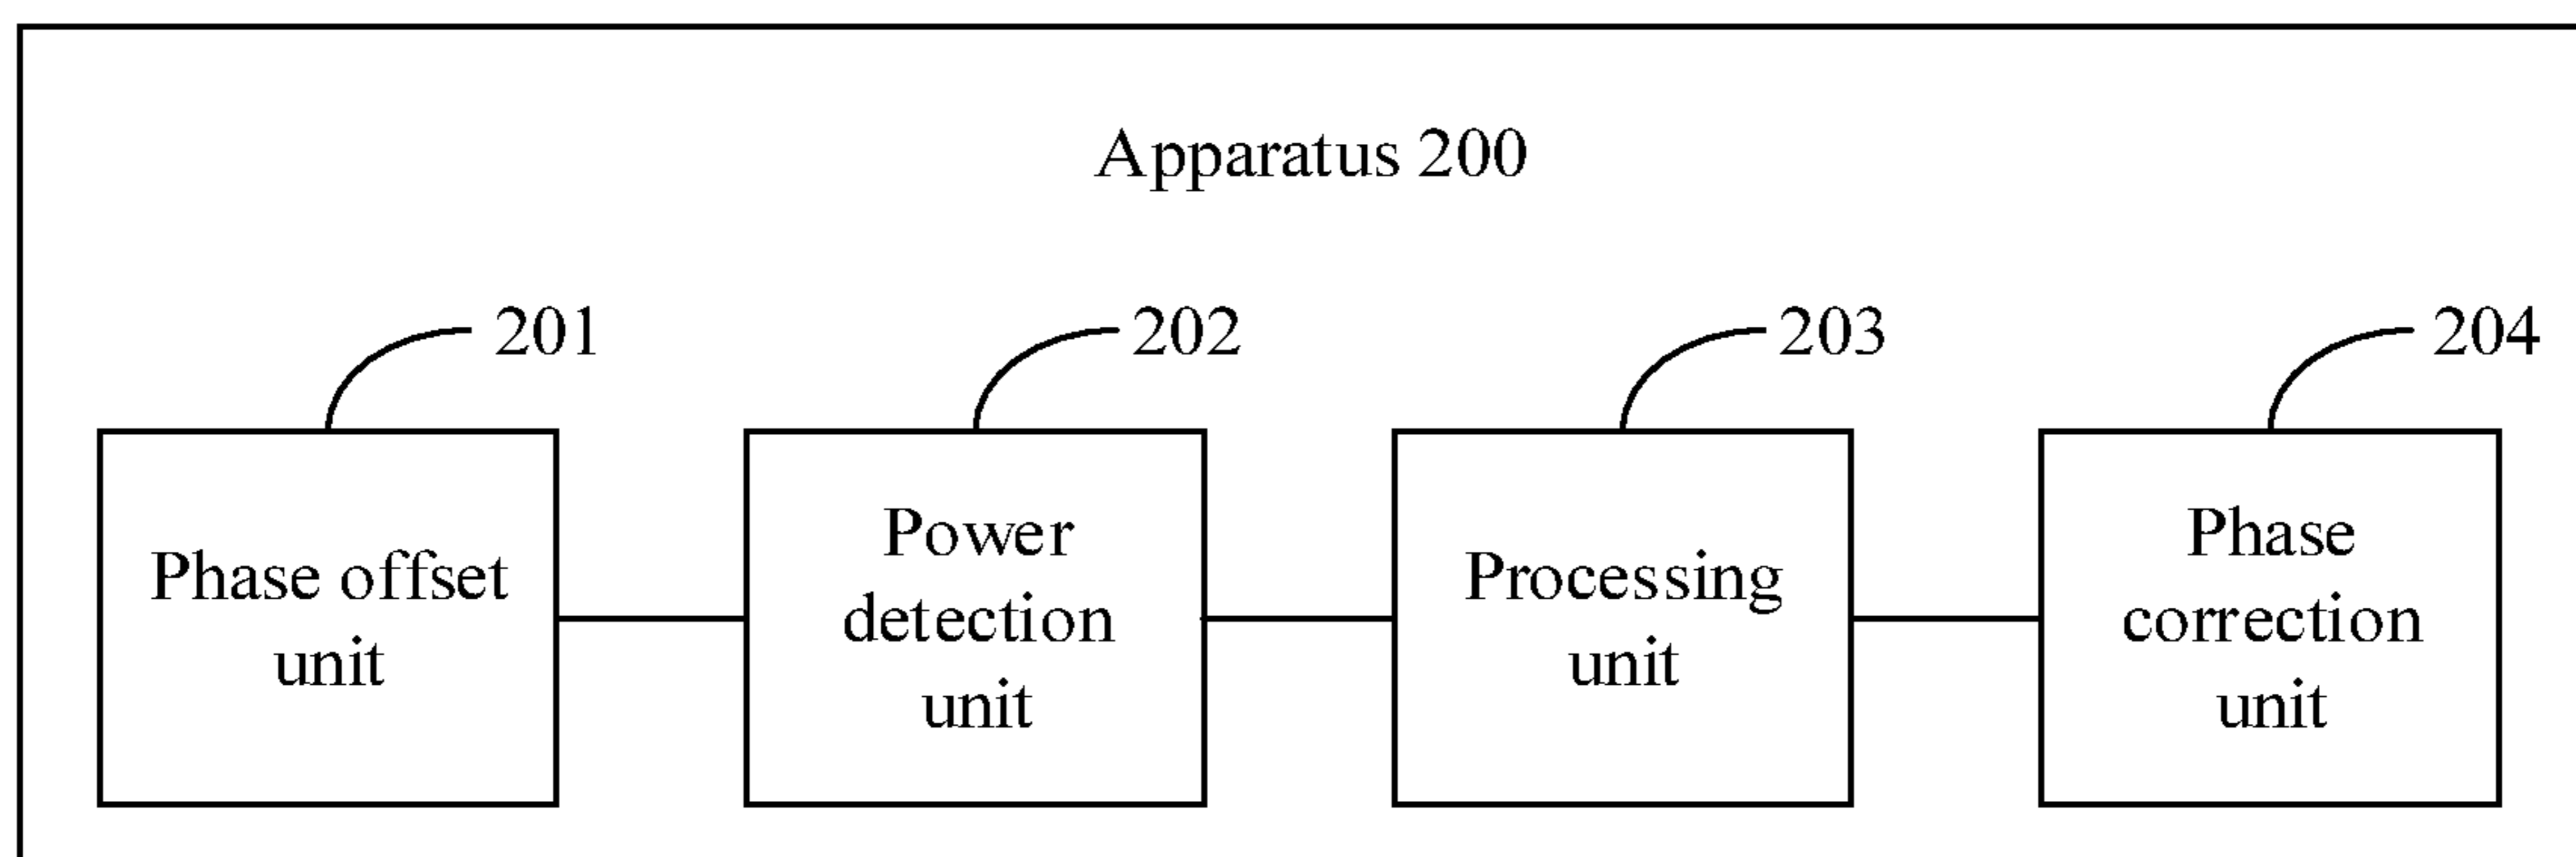 Apparatus 200
201
202
203
204
Phase offset
unit
Power
detection
unit
Processing
unit
Phase
correction
unit